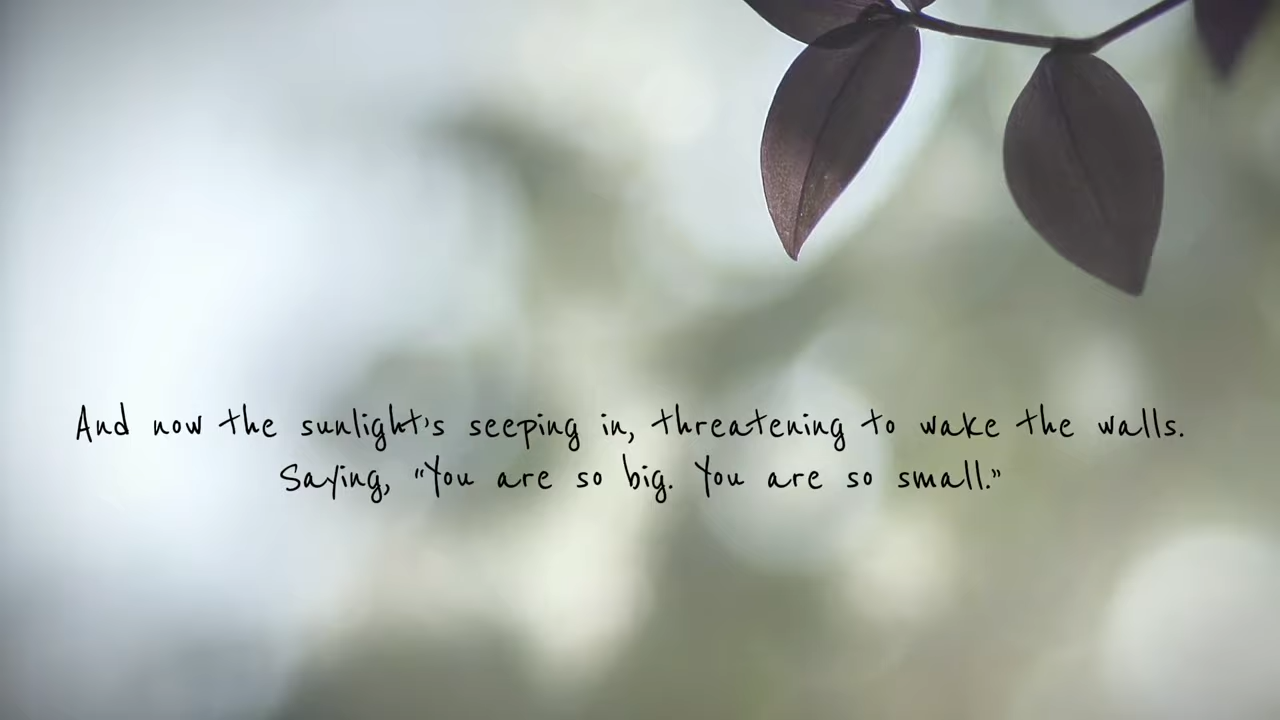 And now the sunlight's seeping in, threatening to wake the walls.
Saying, "You are so big. You are so small."